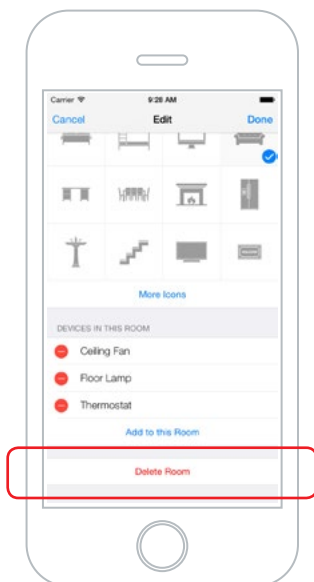 Carrier 9:28 AM
Cancel Edit Done
More Icons
DEVICES IN THIS ROOM
Ceiling Fan
Floor Lamp
Thermostat
Add to this Room
Delete Room